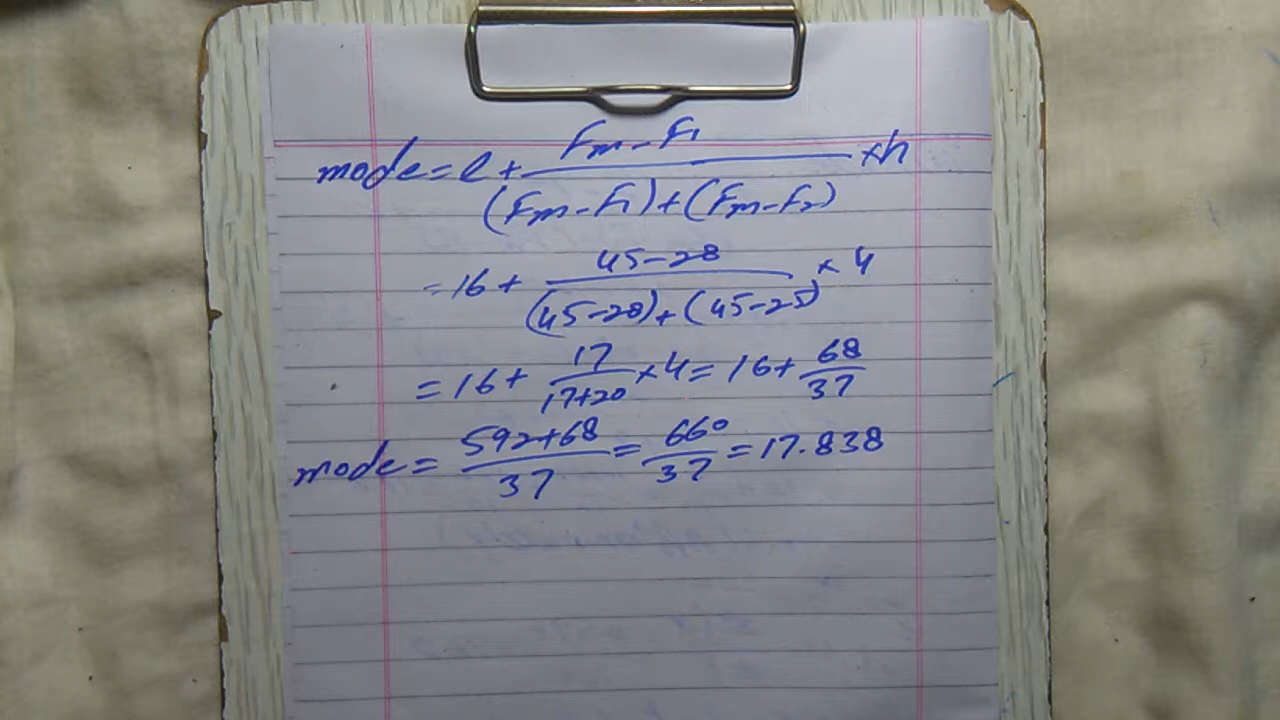 mode = l + Fm - F1 / (Fm - F1) + (Fm - F2) × h
= 16 + 45 - 28 / (45 - 28) + (45 - 25) × 4
= 16 + 17 / 17+20 × 4 = 16 + 68 / 37
mode = 592+68 / 37 = 660 / 37 = 17.838